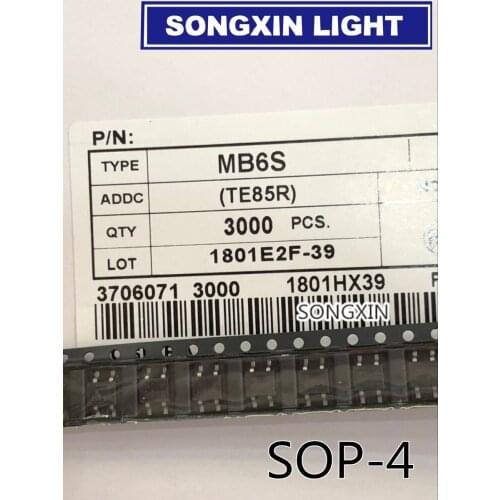 SONGXIN LIGHT
P/N:
TYPE MB6S
ADDC (TE85R)
QTY 3000 PCS.
LOT 1801E2F-39
3706071 3000 1801HX39
SONGXIN
SOP-4